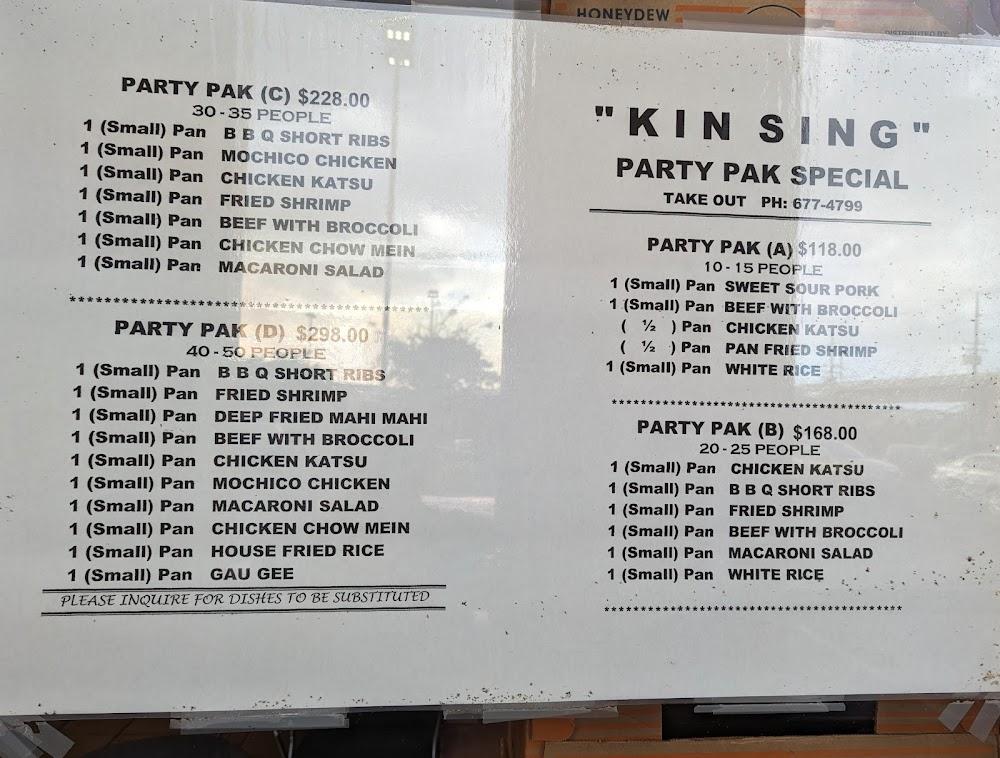 HONEYDEW
DISTRIBUTED BY:
PARTY PAK (C) $228.00
30 - 35 PEOPLE
1 (Small) Pan B B Q SHORT RIBS
1 (Small) Pan MOCHICO CHICKEN
1 (Small) Pan CHICKEN KATSU
1 (Small) Pan FRIED SHRIMP
1 (Small) Pan BEEF WITH BROCCOLI
1 (Small) Pan CHICKEN CHOW MEIN
1 (Small) Pan MACARONI SALAD
************************************
PARTY PAK (D) $298.00
40 - 50 PEOPLE
1 (Small) Pan B B Q SHORT RIBS
1 (Small) Pan FRIED SHRIMP
1 (Small) Pan DEEP FRIED MAHI MAHI
1 (Small) Pan BEEF WITH BROCCOLI
1 (Small) Pan CHICKEN KATSU
1 (Small) Pan MOCHICO CHICKEN
1 (Small) Pan MACARONI SALAD
1 (Small) Pan CHICKEN CHOW MEIN
1 (Small) Pan HOUSE FRIED RICE
1 (Small) Pan GAU GEE
PLEASE INQUIRE FOR DISHES TO BE SUBSTITUTED
"KIN SING"
PARTY PAK SPECIAL
TAKE OUT PH: 677-4799
PARTY PAK (A) $118.00
10 - 15 PEOPLE
1 (Small) Pan SWEET SOUR PORK
1 (Small) Pan BEEF WITH BROCCOLI
( ½ ) Pan CHICKEN KATSU
( ½ ) Pan PAN FRIED SHRIMP
1 (Small) Pan WHITE RICE
************************************
PARTY PAK (B) $168.00
20 - 25 PEOPLE
1 (Small) Pan CHICKEN KATSU
1 (Small) Pan B B Q SHORT RIBS
1 (Small) Pan FRIED SHRIMP
1 (Small) Pan BEEF WITH BROCCOLI
1 (Small) Pan MACARONI SALAD
1 (Small) Pan WHITE RICE
************************************